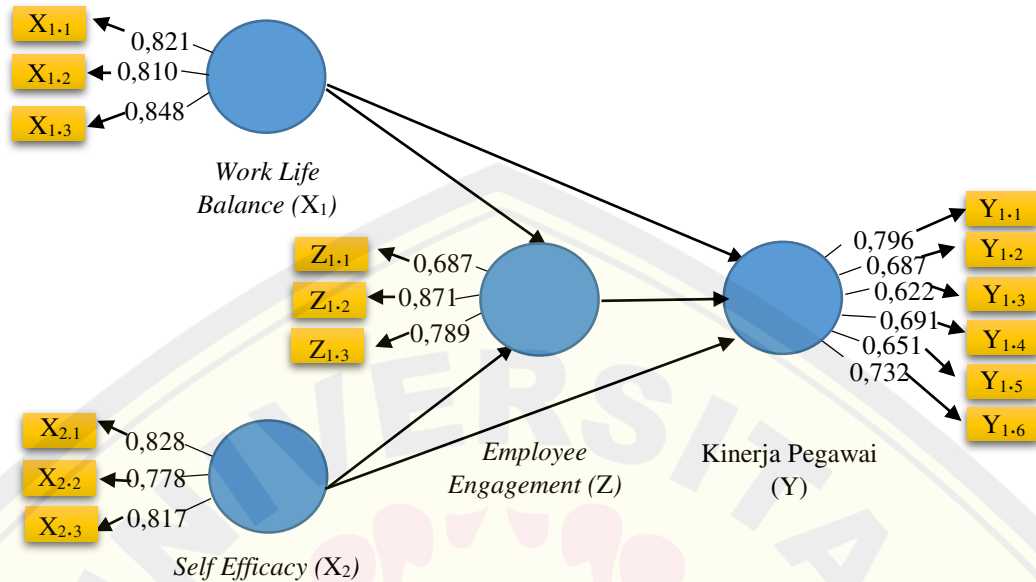 X1.1
0,821
X1.2
0,810
X1.3
0,848
Work Life
Balance (X1)
Z1.1
0,687
Z1.2
0,871
Z1.3
0,789
Employee
Engagement (Z)
X2.1
0,828
X2.2
0,778
X2.3
0,817
Self Efficacy (X2)
Y1.1
0,796
Y1.2
0,687
Y1.3
0,622
Y1.4
0,691
Y1.5
0,651
Y1.6
0,732
Kinerja Pegawai
(Y)
UNIVERSITA